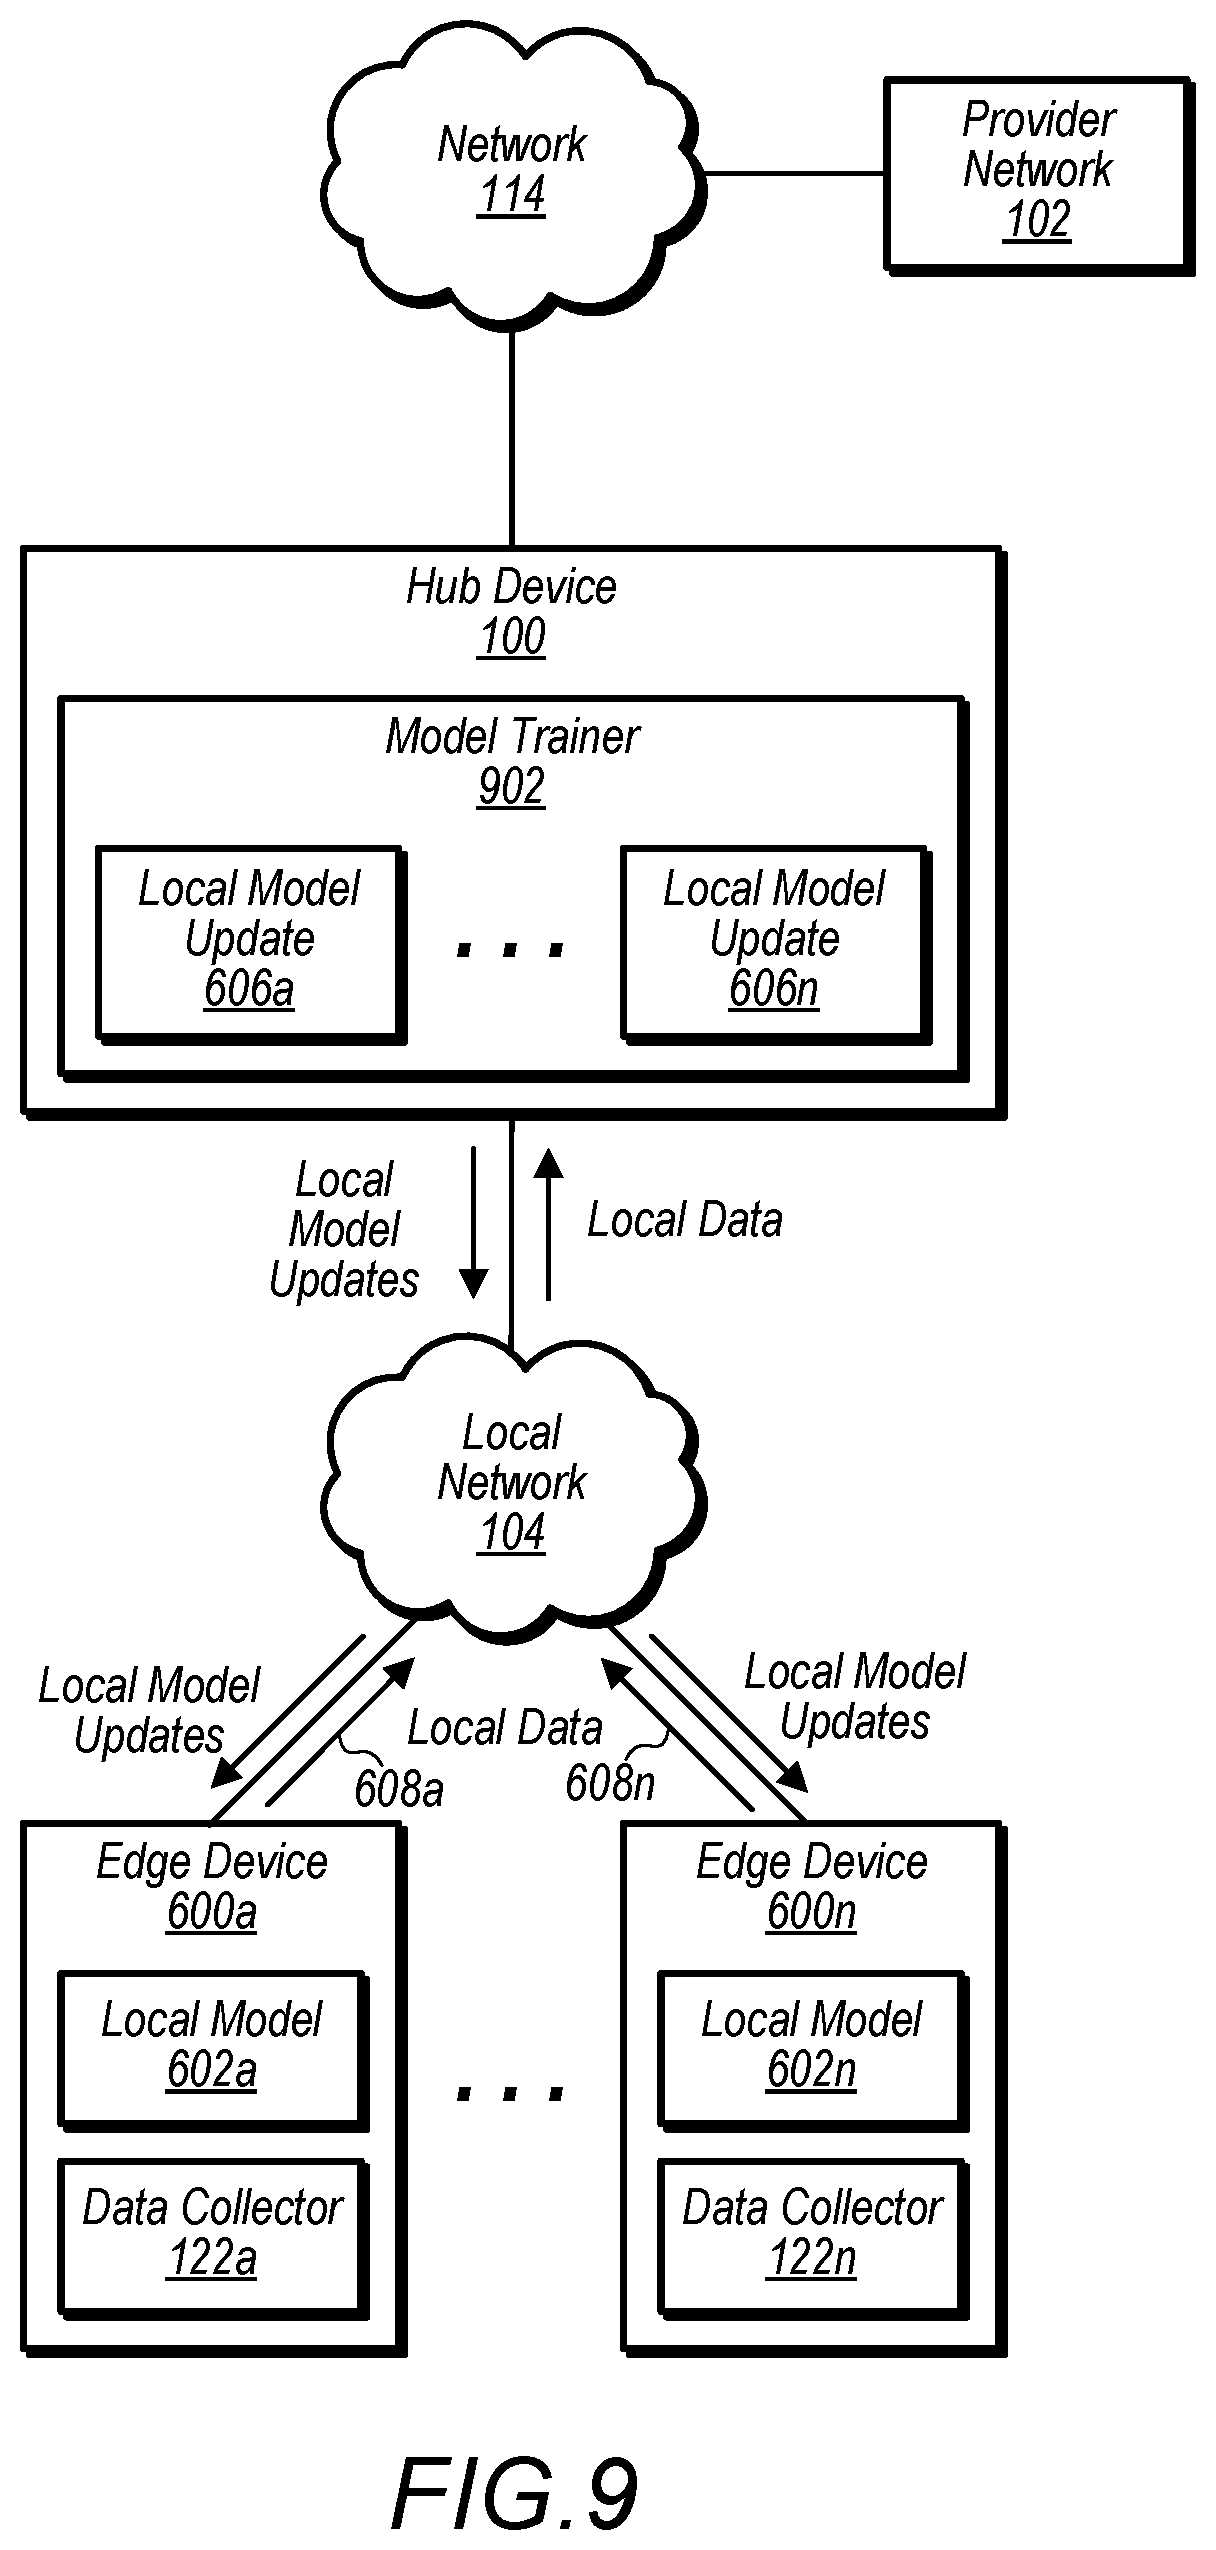 Network
114
Provider
Network
102
Hub Device
100
Model Trainer
902
Local Model
Update
606a
. . .
Local Model
Update
606n
Local
Model
Updates
Local Data
Local
Network
104
Local Model
Updates
Local Data
608a
608n
Local Model
Updates
Edge Device
600a
Local Model
602a
Data Collector
122a
. . .
Edge Device
600n
Local Model
602n
Data Collector
122n
FIG. 9